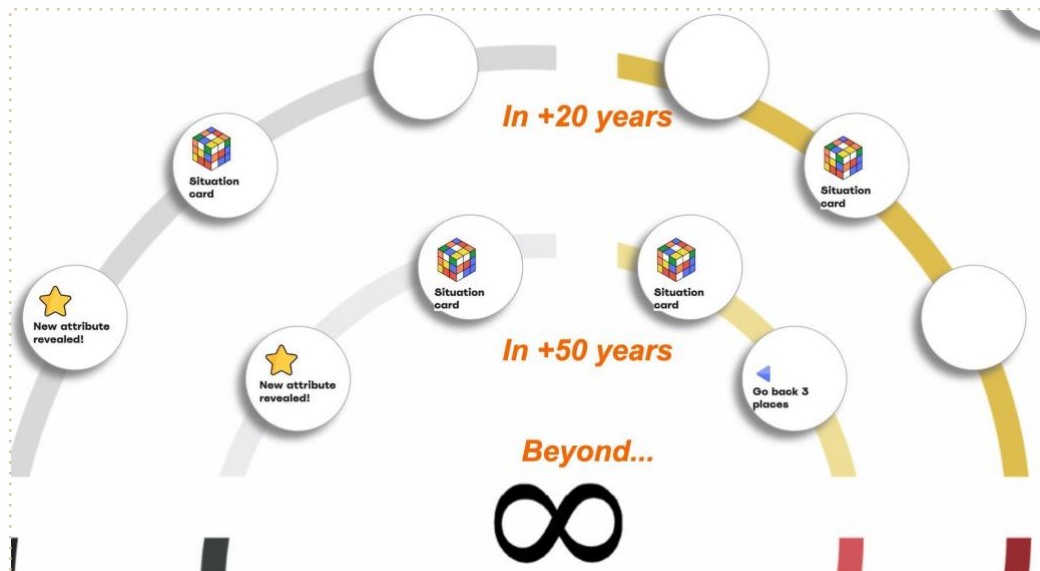 In +20 years
Situation
card
Situation
card
New attribute
revealed!
Situation
card
Situation
card
In +50 years
New attribute
revealed!
Go back 3
places
Beyond...
∞